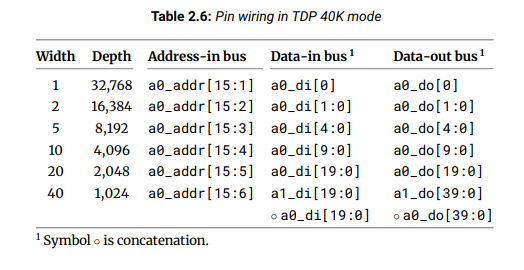 Table 2.6: Pin wiring in TDP 40K mode
Width Depth Address-in bus Data-in bus¹ Data-out bus¹
1 32,768 a0_addr[15:1] a0_di[0] a0_do[0]
2 16,384 a0_addr[15:2] a0_di[1:0] a0_do[1:0]
5 8,192 a0_addr[15:3] a0_di[4:0] a0_do[4:0]
10 4,096 a0_addr[15:4] a0_di[9:0] a0_do[9:0]
20 2,048 a0_addr[15:5] a0_di[19:0] a0_do[19:0]
40 1,024 a0_addr[15:6] a1_di[19:0] a1_do[39:0]
∘ a0_di[19:0] ∘ a0_do[39:0]
¹ Symbol ∘ is concatenation.